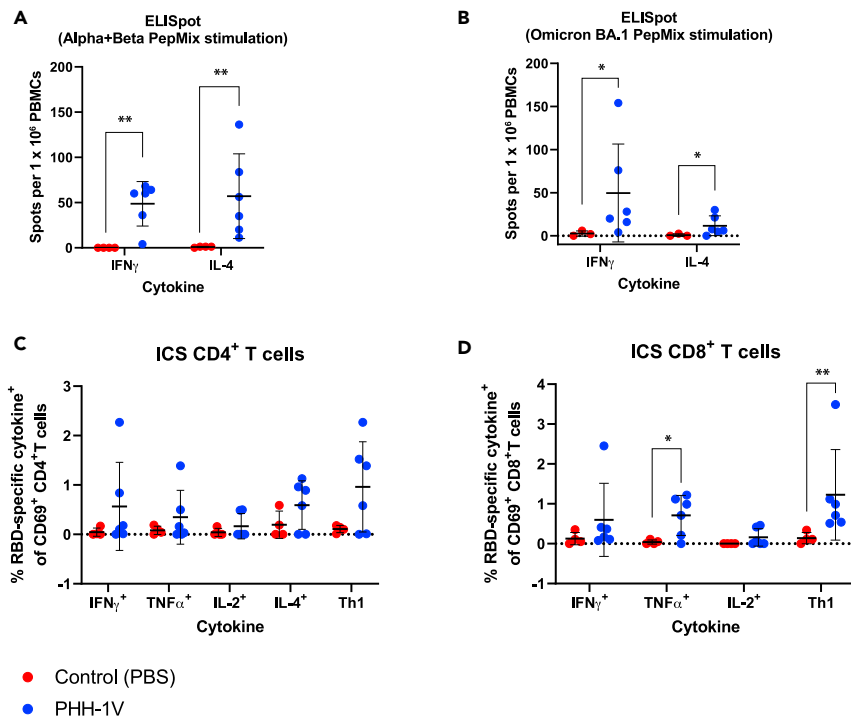 A
ELISpot
(Alpha+Beta PepMix stimulation)
Spots per 1 x 10⁶ PBMCs
200
150
100
50
0
**
**
IFNγ
IL-4
Cytokine
B
ELISpot
(Omicron BA.1 PepMix stimulation)
Spots per 1 x 10⁶ PBMCs
200
150
100
50
0
*
*
IFNγ
IL-4
Cytokine
C
ICS CD4⁺ T cells
% RBD-specific cytokine⁺
of CD69⁺ CD4⁺T cells
3
2
1
0
-1
IFNγ⁺
TNFα⁺
IL-2⁺
IL-4⁺
Th1
Cytokine
D
ICS CD8⁺ T cells
% RBD-specific cytokine⁺
of CD69⁺ CD8⁺T cells
4
3
2
1
0
-1
*
**
IFNγ⁺
TNFα⁺
IL-2⁺
Th1
Cytokine
Control (PBS)
PHH-1V